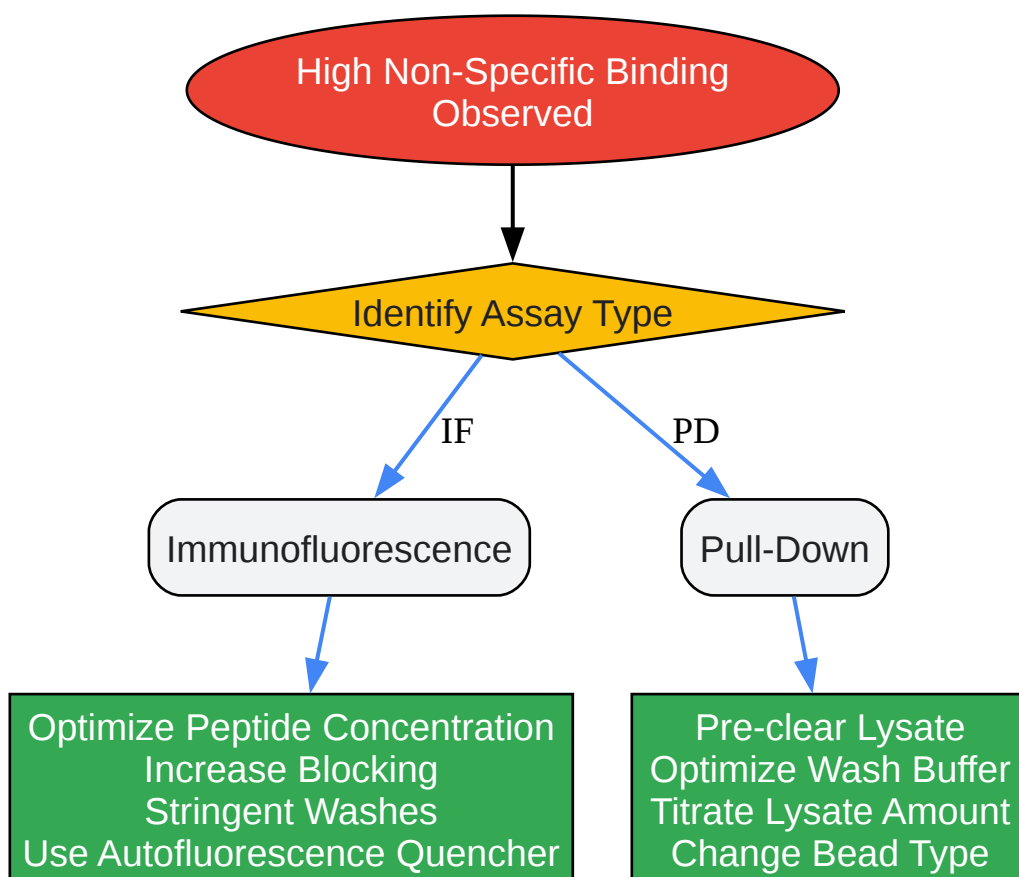 High Non-Specific Binding
Observed
Identify Assay Type
IF
PD
Immunofluorescence
Pull-Down
Optimize Peptide Concentration
Increase Blocking
Stringent Washes
Use Autofluorescence Quencher
Pre-clear Lysate
Optimize Wash Buffer
Titrate Lysate Amount
Change Bead Type